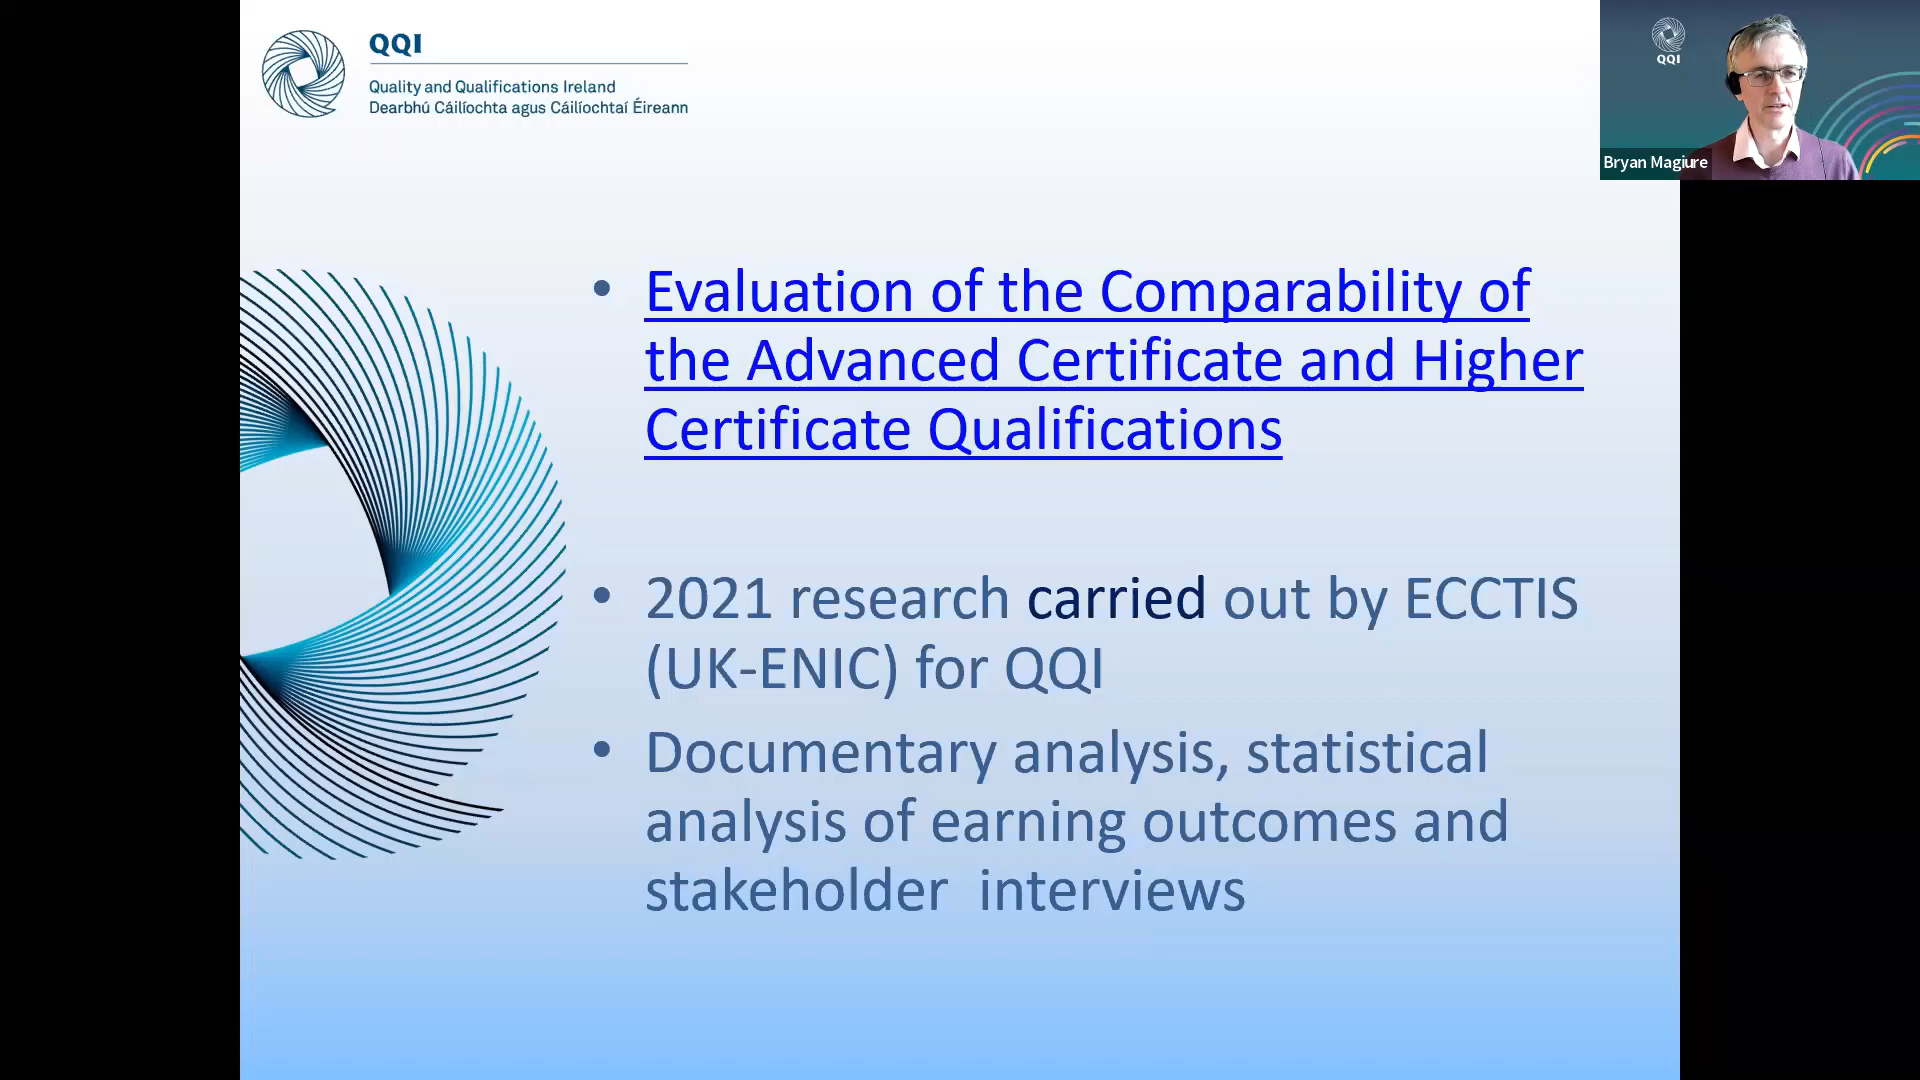 QQI
Quality and Qualifications Ireland
Dearbhú Cáilíochta agus Cáilíochtaí Éireann
QQI
Bryan Magiure
• Evaluation of the Comparability of
the Advanced Certificate and Higher
Certificate Qualifications
• 2021 research carried out by ECCTIS
(UK-ENIC) for QQI
• Documentary analysis, statistical
analysis of earning outcomes and
stakeholder  interviews